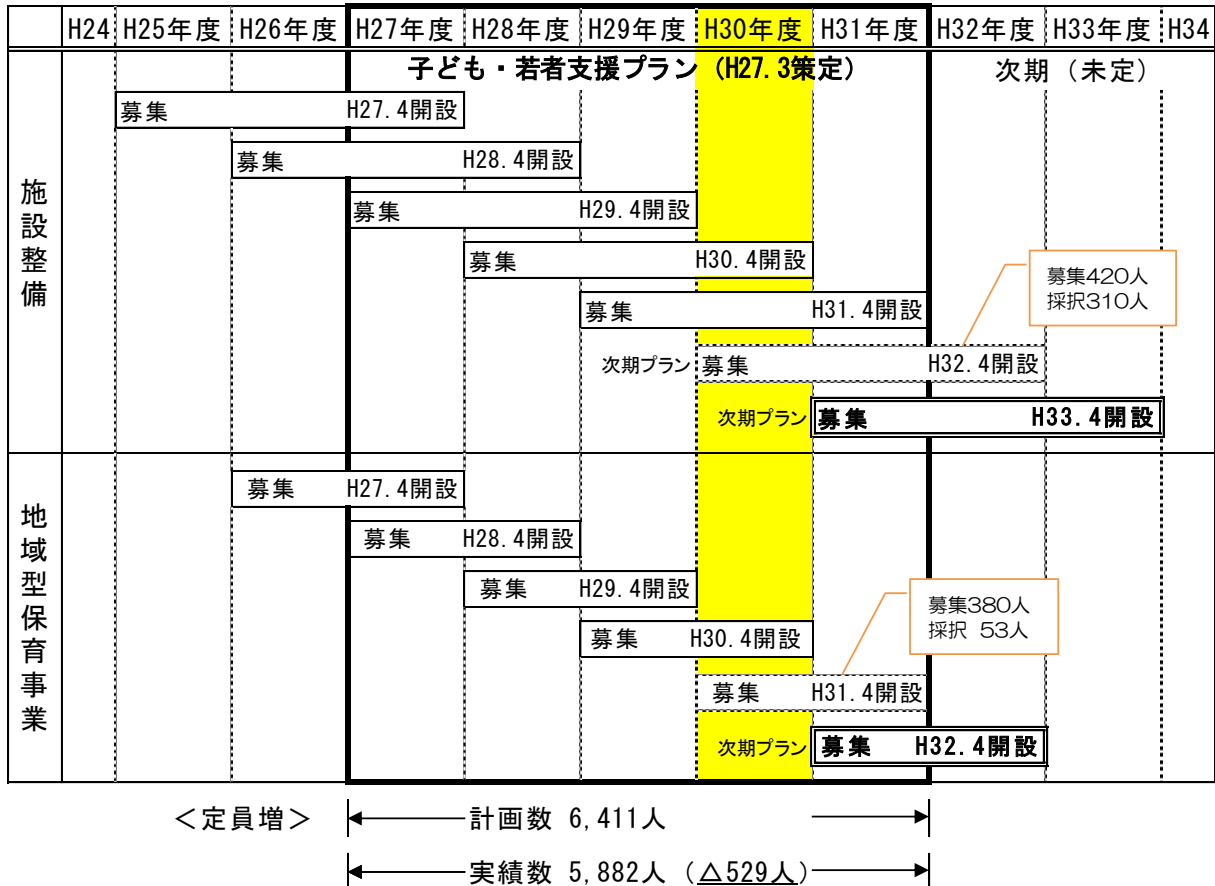 H24 H25年度 H26年度 H27年度 H28年度 H29年度 H30年度 H31年度 H32年度 H33年度 H34
子ども・若者支援プラン（H27.3策定） 次期（未定）
施設整備
募集 H27.4開設
募集 H28.4開設
募集 H29.4開設
募集 H30.4開設
募集420人
採択310人
募集 H31.4開設
次期プラン 募集 H32.4開設
次期プラン 募集 H33.4開設
地域型保育事業
募集 H27.4開設
募集 H28.4開設
募集 H29.4開設
募集380人
採択 53人
募集 H30.4開設
募集 H31.4開設
次期プラン 募集 H32.4開設
＜定員増＞ 計画数 6,411人
実績数 5,882人（△529人）